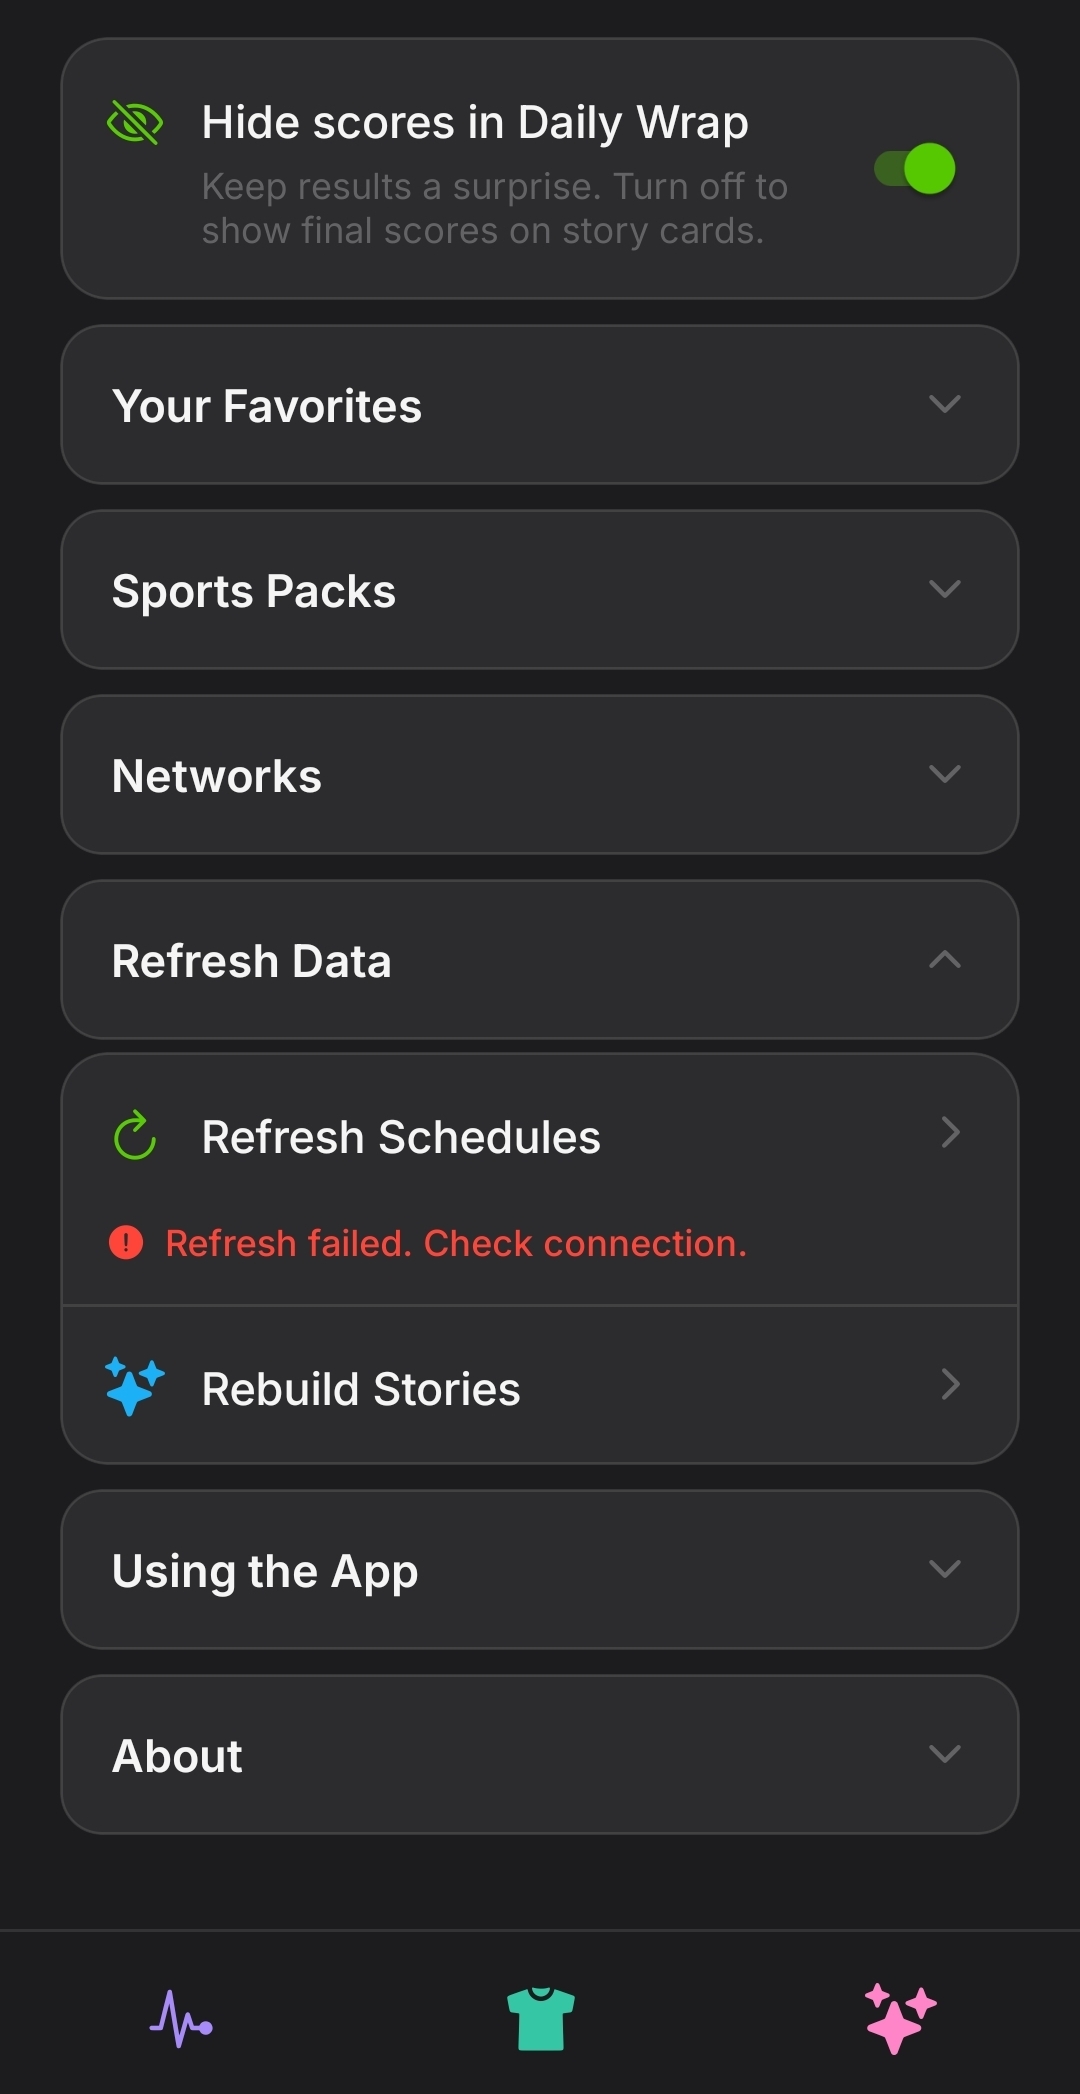 Hide scores in Daily Wrap
Keep results a surprise. Turn off to
show final scores on story cards.
Your Favorites
Sports Packs
Networks
Refresh Data
Refresh Schedules
Refresh failed. Check connection.
Rebuild Stories
Using the App
About